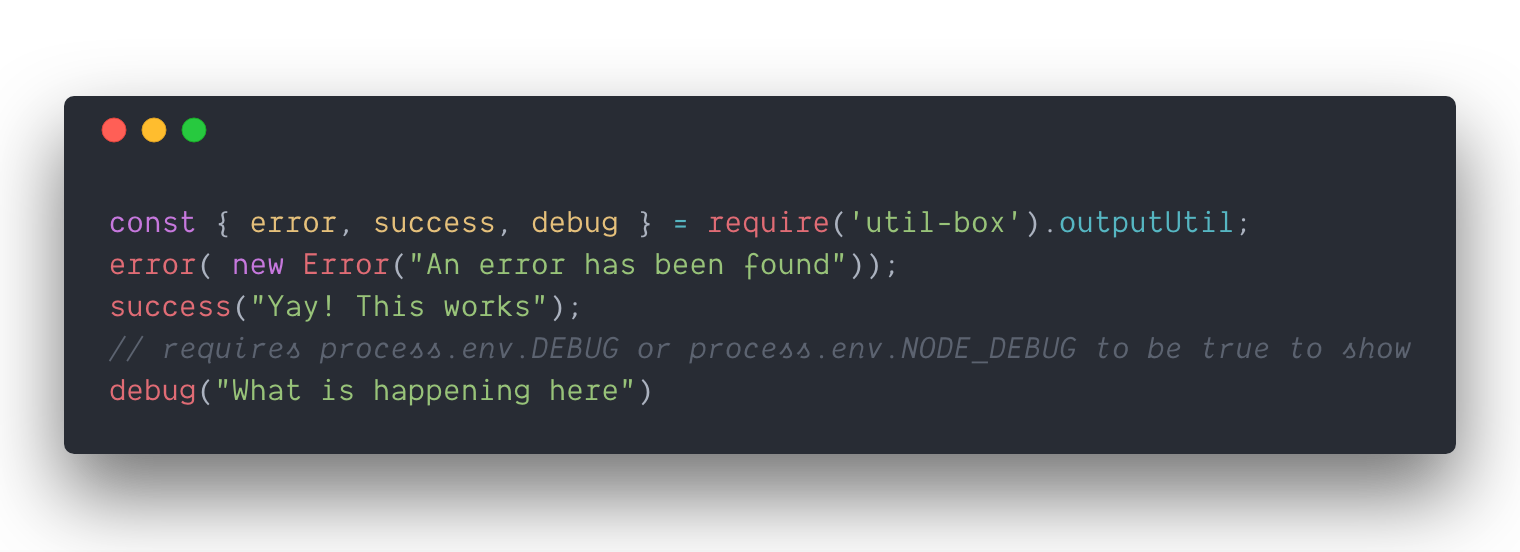 const { error, success, debug } = require('util-box').outputUtil;
error( new Error("An error has been found"));
success("Yay! This works");
// requires process.env.DEBUG or process.env.NODE_DEBUG to be true to show
debug("What is happening here")